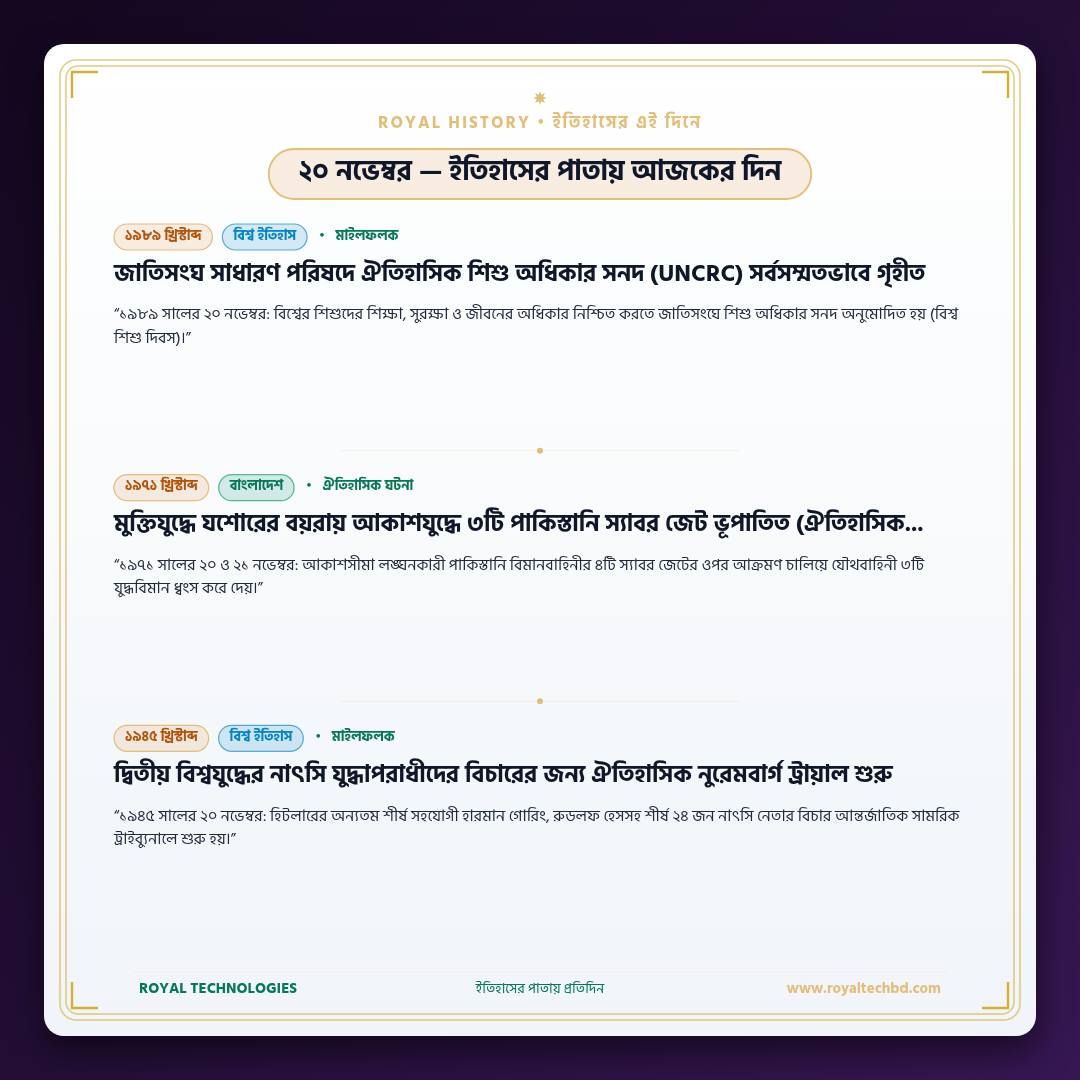 ROYAL HISTORY • ইতিহাসের এই দিনে
২০ নভেম্বর — ইতিহাসের পাতায় আজকের দিন
১৯৮৯ খ্রিস্টাব্দ বিশ্ব ইতিহাস • মাইলফলক
জাতিসংঘ সাধারণ পরিষদে ঐতিহাসিক শিশু অধিকার সনদ (UNCRC) সর্বসম্মতভাবে গৃহীত
“১৯৮৯ সালের ২০ নভেম্বর: বিশ্বের শিশুদের শিক্ষা, সুরক্ষা ও জীবনের অধিকার নিশ্চিত করতে জাতিসংঘে শিশু অধিকার সনদ অনুমোদিত হয় (বিশ্ব
শিশু দিবস)।”
১৯৭১ খ্রিস্টাব্দ বাংলাদেশ • ঐতিহাসিক ঘটনা
মুক্তিযুদ্ধে যশোরের বয়রায় আকাশযুদ্ধে ৩টি পাকিস্তানি স্যাবর জেট ভূপাতিত (ঐতিহাসিক...
“১৯৭১ সালের ২০ ও ২১ নভেম্বর: আকাশসীমা লঙ্ঘনকারী পাকিস্তানি বিমানবাহিনীর ৪টি স্যাবর জেটের ওপর আক্রমণ চালিয়ে যৌথবাহিনী ৩টি
যুদ্ধবিমান ধ্বংস করে দেয়।”
১৯৪৫ খ্রিস্টাব্দ বিশ্ব ইতিহাস • মাইলফলক
দ্বিতীয় বিশ্বযুদ্ধের নাৎসি যুদ্ধাপরাধীদের বিচারের জন্য ঐতিহাসিক নুরেমবার্গ ট্রায়াল শুরু
“১৯৪৫ সালের ২০ নভেম্বর: হিটলারের অন্যতম শীর্ষ সহযোগী হারমান গোরিং, রুডলফ হেসসহ শীর্ষ ২৪ জন নাৎসি নেতার বিচার আন্তর্জাতিক সামরিক
ট্রাইব্যুনালে শুরু হয়।”
ROYAL TECHNOLOGIES ইতিহাসের পাতায় প্রতিদিন www.royaltechbd.com